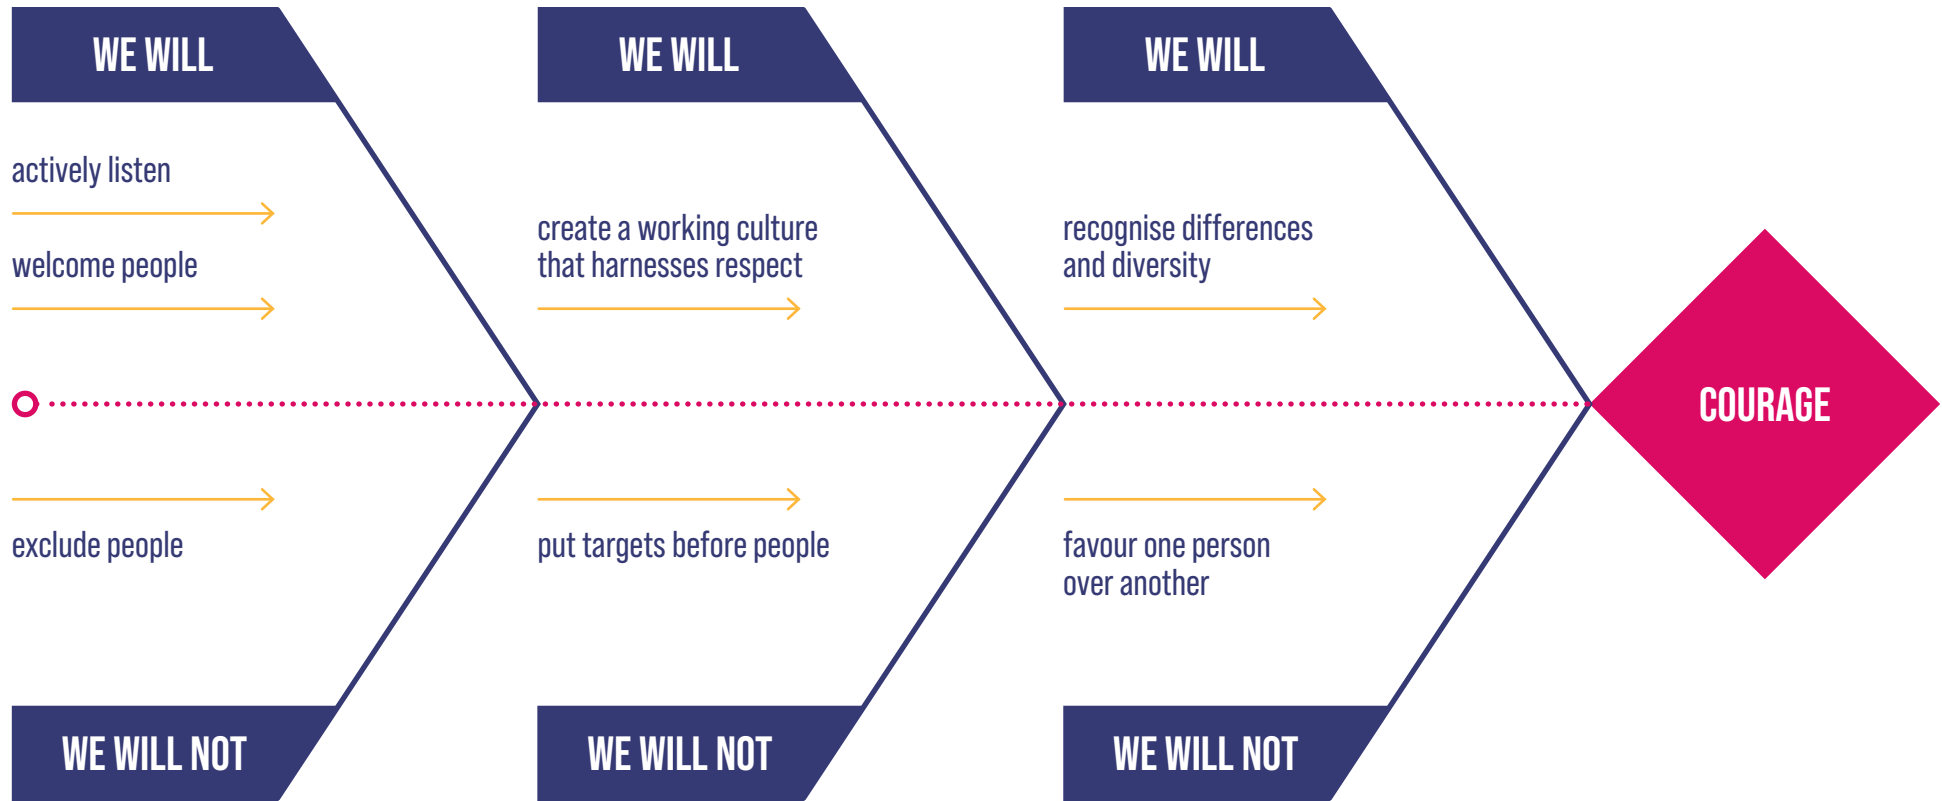 WE WILL
actively listen
welcome people
exclude people
WE WILL NOT
WE WILL
create a working culture
that harnesses respect
put targets before people
WE WILL NOT
WE WILL
recognise differences
and diversity
favour one person
over another
WE WILL NOT
COURAGE